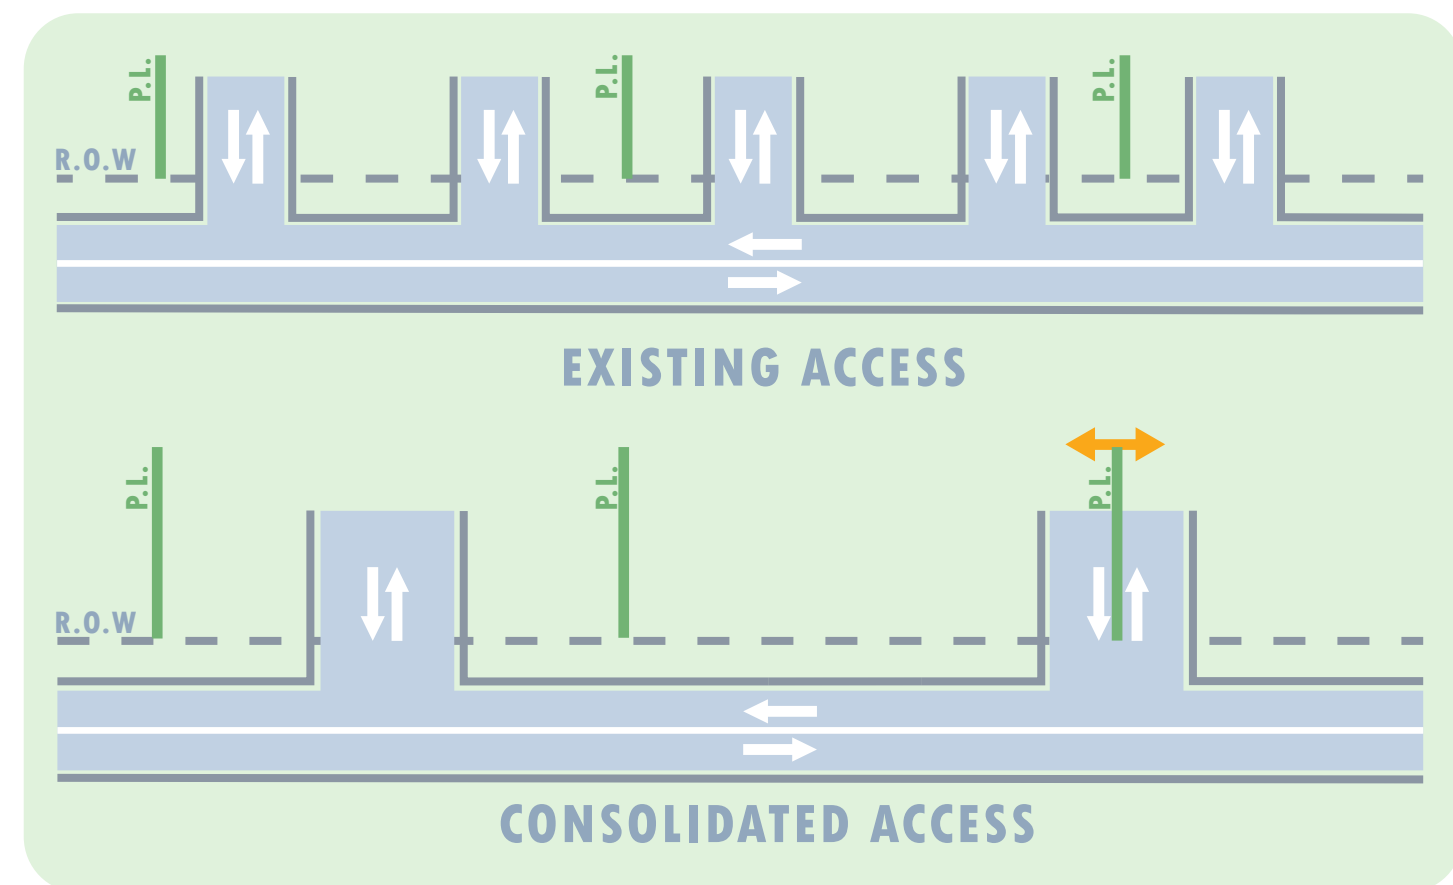 P.L.
P.L.
P.L.
R.O.W
EXISTING ACCESS
P.L.
P.L.
P.L.
R.O.W
CONSOLIDATED ACCESS